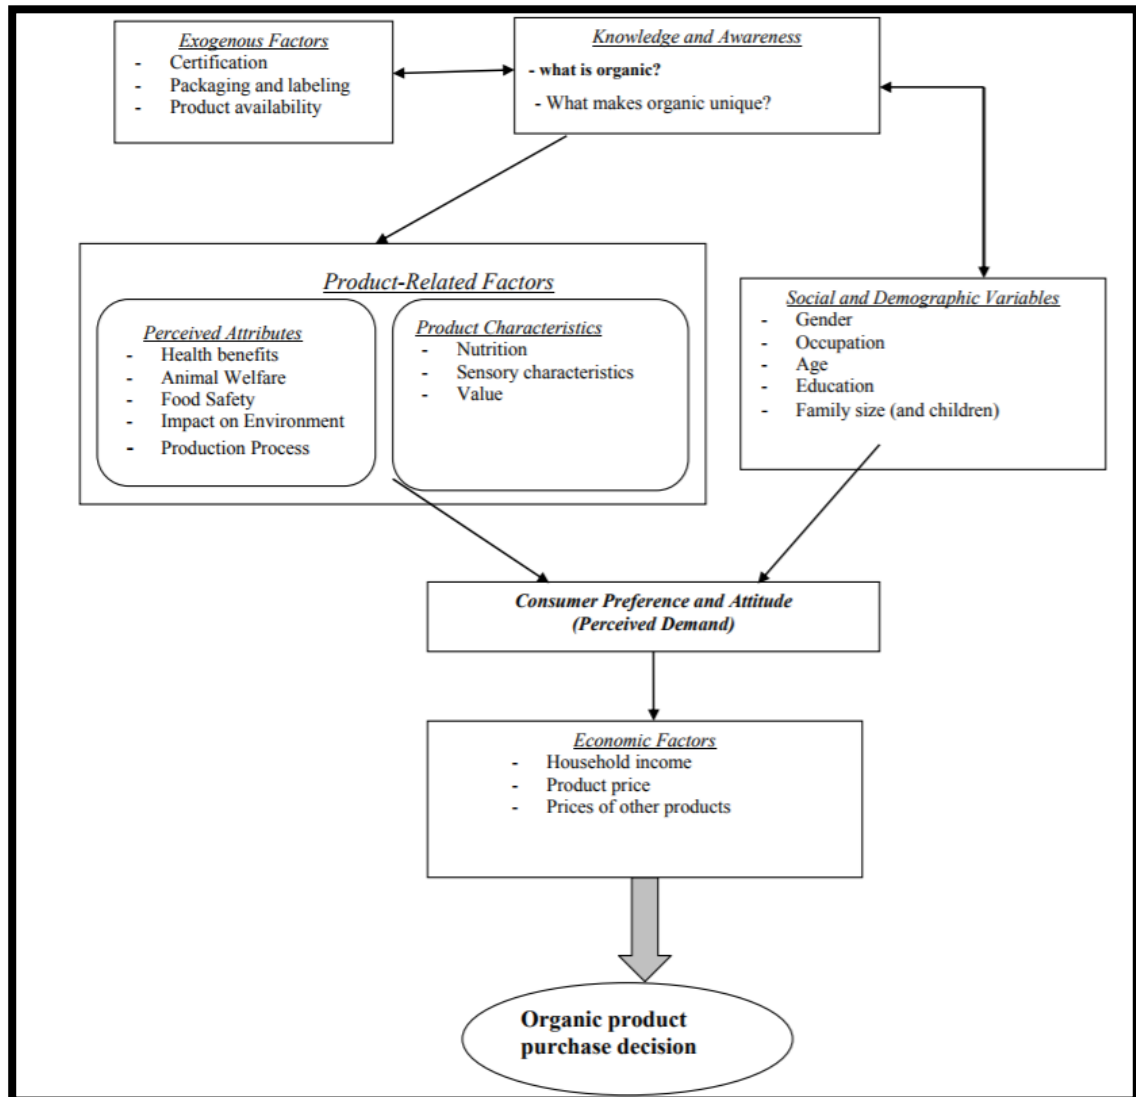 Exogenous Factors
- Certification
- Packaging and labeling
- Product availability
Knowledge and Awareness
- what is organic?
- What makes organic unique?
Product-Related Factors
Perceived Attributes
- Health benefits
- Animal Welfare
- Food Safety
- Impact on Environment
- Production Process
Product Characteristics
- Nutrition
- Sensory characteristics
- Value
Social and Demographic Variables
- Gender
- Occupation
- Age
- Education
- Family size (and children)
Consumer Preference and Attitude
(Perceived Demand)
Economic Factors
- Household income
- Product price
- Prices of other products
Organic product
purchase decision